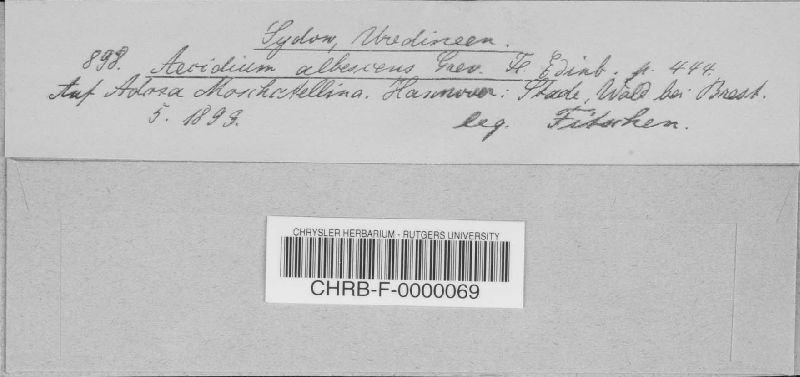 Sydow, Uredineen.
898. Aecidium albescens Grev. Fl. Edinb. p. 444.
Auf Adoxa Moschatellina. Hannover: Stade, Wald bei Brest.
5. 1893. leg. Fitschen.
CHRYSLER HERBARIUM - RUTGERS UNIVERSITY
CHRB-F-0000069